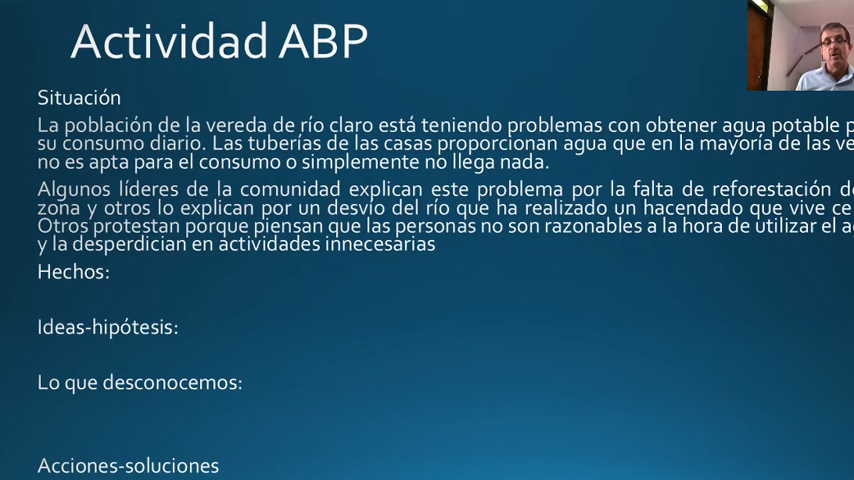 Actividad ABP
Situación
La población de la vereda de río claro está teniendo problemas con obtener agua potable
su consumo diario. Las tuberías de las casas proporcionan agua que en la mayoría de las
no es apta para el consumo o simplemente no llega nada.
Algunos líderes de la comunidad explican este problema por la falta de reforestación
zona y otros lo explican por un desvío del río que ha realizado un hacendado que vive
Otros protestan porque piensan que las personas no son razonables a la hora de utilizar el
y la desperdician en actividades innecesarias
Hechos:
Ideas-hipótesis:
Lo que desconocemos:
Acciones-soluciones